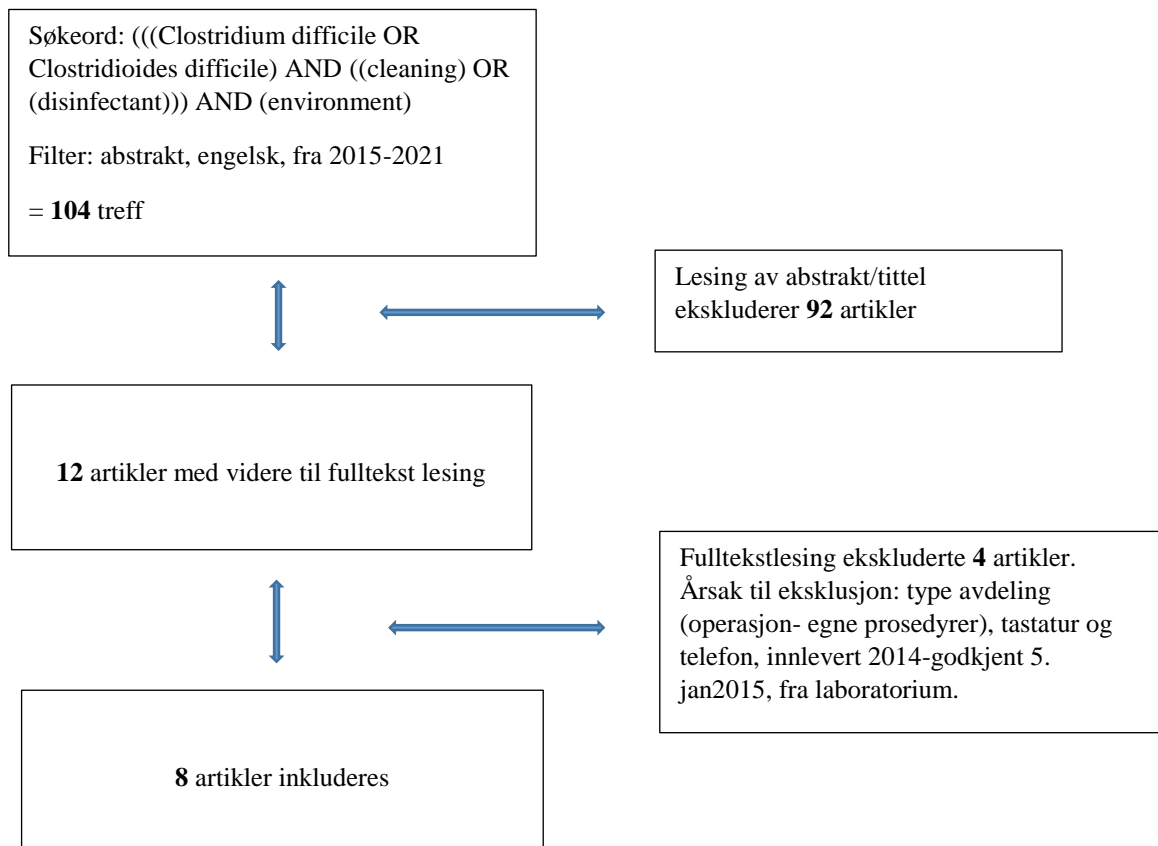 Søkeord: (((Clostridium difficile OR
Clostridioides difficile) AND ((cleaning) OR
(disinfectant))) AND (environment)
Filter: abstrakt, engelsk, fra 2015-2021
= 104 treff
Lesing av abstrakt/tittel
ekskluderer 92 artikler
12 artikler med videre til fulltekst lesing
Fulltekstlesing ekskluderte 4 artikler.
Årsak til eksklusjon: type avdeling
(operasjon- egne prosedyrer), tastatur og
telefon, innlevert 2014-godkjent 5.
jan2015, fra laboratorium.
8 artikler inkluderes